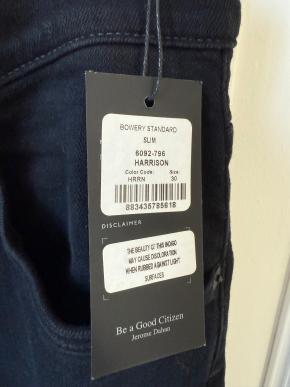 BOWERY STANDARD
SLIM
6092-796
HARRISON
Color Code: Size:
HRRN 30
883435785618
DISCLAIMER
THE BEAUTY OF THIS INDIGO
MAY CAUSE DISCLORATION
WHEN RUBBED AGAINST LIGHT
SURFACES
Be a Good Citizen
Jerome Dahan